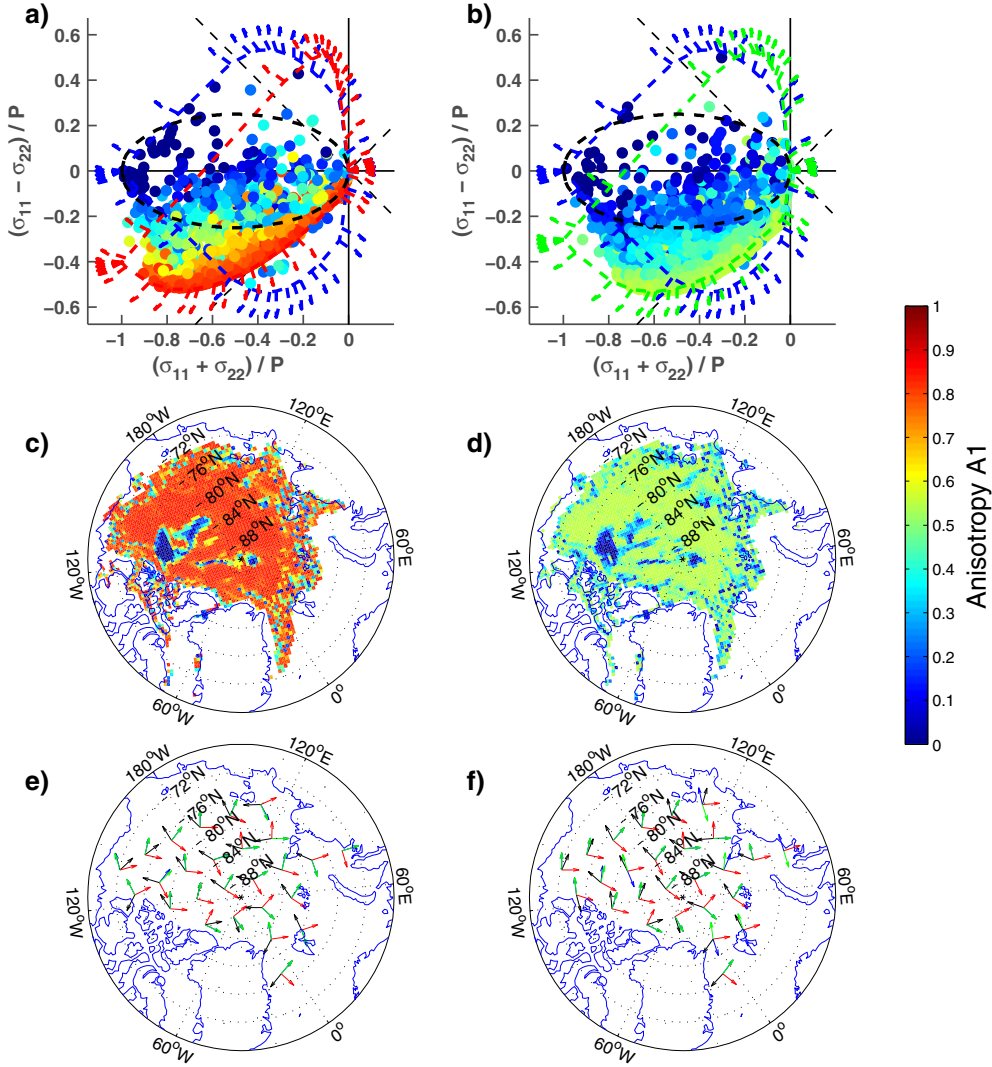 a)
0.6
0.4
0.2
0
−0.2
−0.4
−0.6
(σ11 − σ22) / P
−1 −0.8 −0.6 −0.4 −0.2 0
(σ11 + σ22) / P
b)
0.6
0.4
0.2
0
−0.2
−0.4
−0.6
(σ11 − σ22) / P
−1 −0.8 −0.6 −0.4 −0.2 0
(σ11 + σ22) / P
c)
180°W
120°E
72°N
76°N
80°N
84°N
88°N
60°E
120°W
60°W
0°
d)
180°W
120°E
72°N
76°N
80°N
84°N
88°N
60°E
120°W
60°W
0°
1
0.9
0.8
0.7
0.6
0.5
0.4
0.3
0.2
0.1
0
Anisotropy A1
e)
180°W
120°E
72°N
76°N
80°N
84°N
88°N
60°E
120°W
60°W
0°
f)
180°W
120°E
72°N
76°N
80°N
84°N
88°N
60°E
120°W
60°W
0°